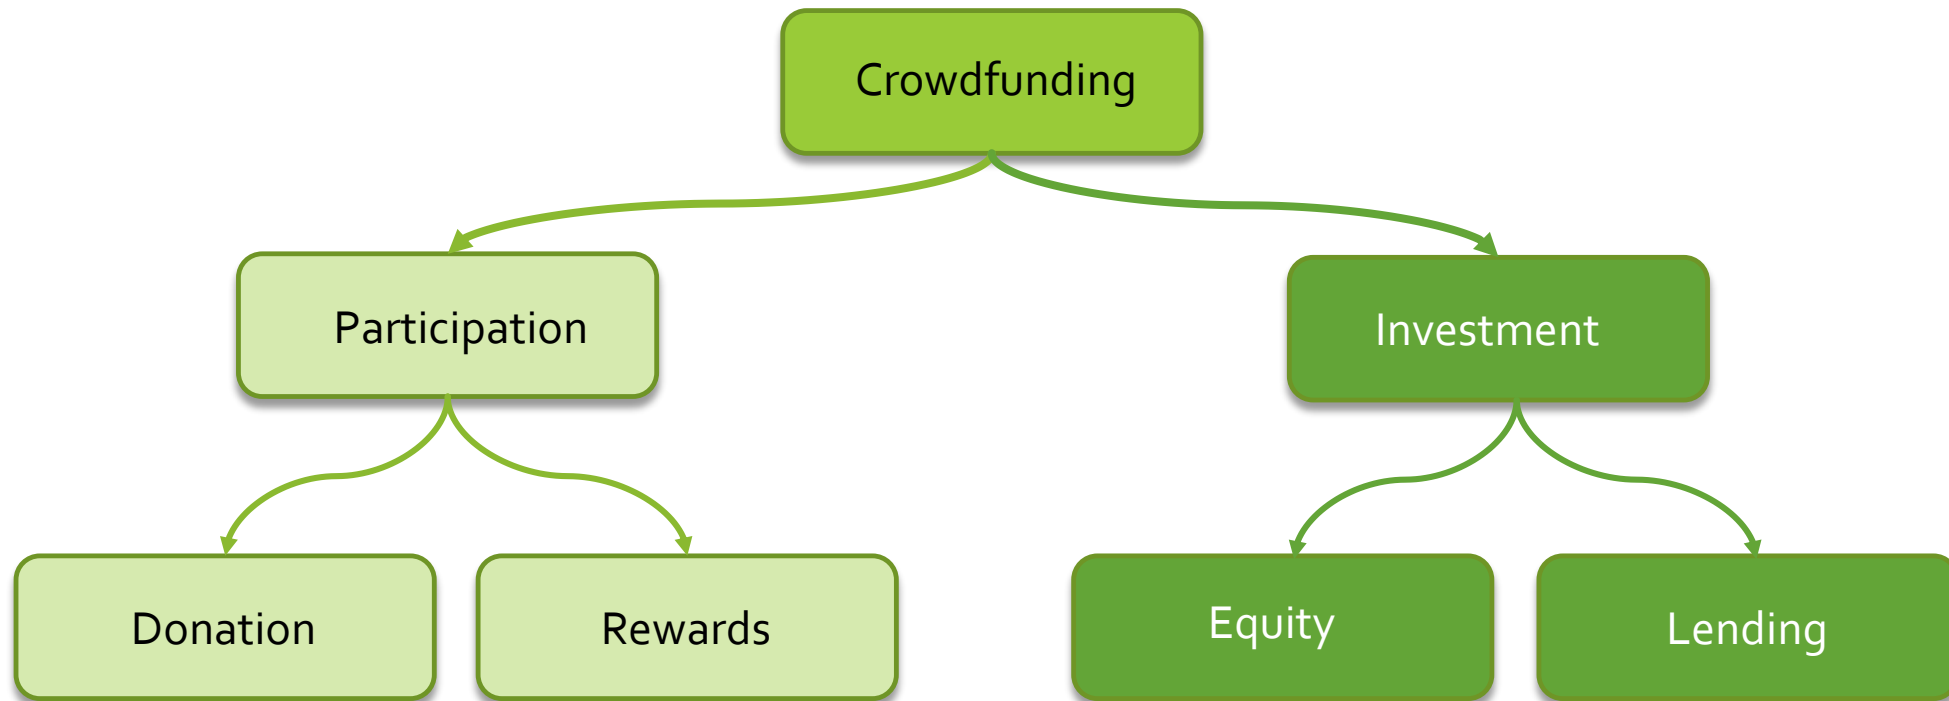 Crowdfunding
Participation
Investment
Donation
Rewards
Equity
Lending